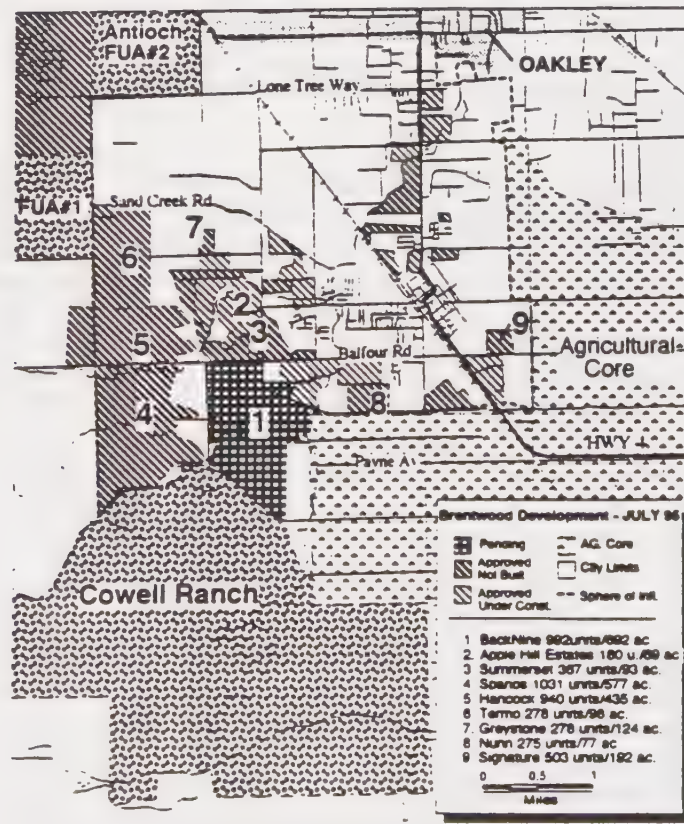 Antioch
FUA#2
OAKLEY
Lone Tree Way
FUA#1
Sand Creek Rd
7
6
2
3
5
9
Balfour Rd
Agricultural
Core
4
1
8
HWY 4
Payne Av
Cowell Ranch
Brentwood Development - JULY 95
Pending
Approved
Not Built
Approved
Under Const.
AG. Core
City Limits
Sphere of Infl.
1 BackNine 992units/692 ac
2. Apple Hill Estates 180 u./69 ac
3 Summerset 367 units/93 ac.
4 Spanos 1031 units/577 ac.
5 Hancock 940 units/435 ac.
6 Termo 278 units/96 ac.
7. Greystone 278 units/124 ac.
8 Nunn 275 units/77 ac
9 Signature 503 units/192 ac.
0 0.5 1
Miles